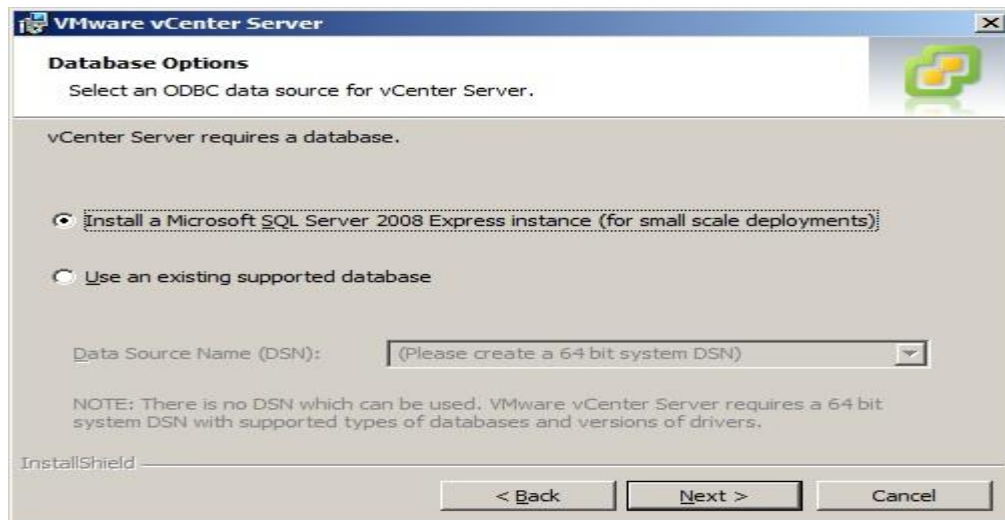 VMware vCenter Server
Database Options
Select an ODBC data source for vCenter Server.
vCenter Server requires a database.
Install a Microsoft SQL Server 2008 Express instance (for small scale deployments)
Use an existing supported database
Data Source Name (DSN): (Please create a 64 bit system DSN)
NOTE: There is no DSN which can be used. VMware vCenter Server requires a 64 bit
system DSN with supported types of databases and versions of drivers.
InstallShield
< Back Next > Cancel